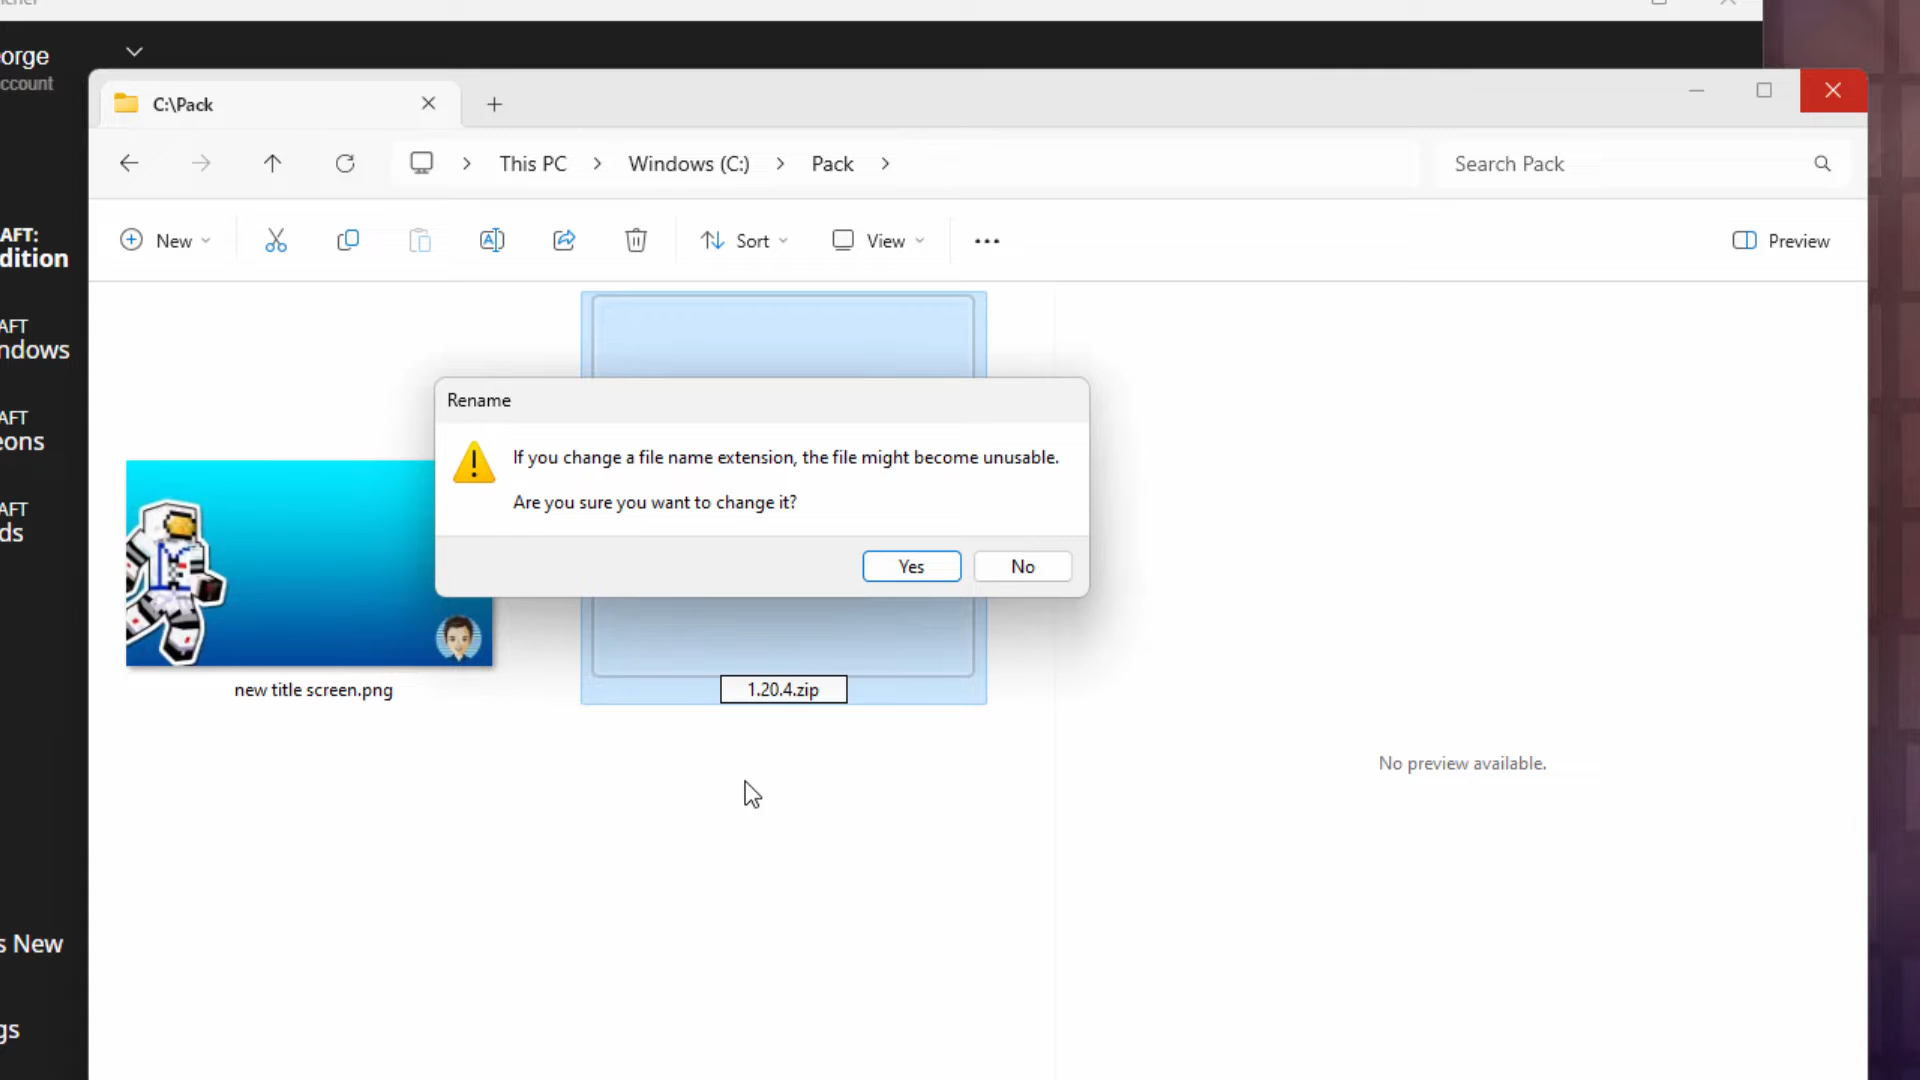 orge
ccount
C:\Pack
This PC
Windows (C:)
Pack
Search Pack
New
Sort
View
Preview
AFT:
dition
AFT
ndows
AFT
eons
AFT
ds
s New
gs
Rename
If you change a file name extension, the file might become unusable.
Are you sure you want to change it?
Yes
No
new title screen.png
1.20.4.zip
No preview available.